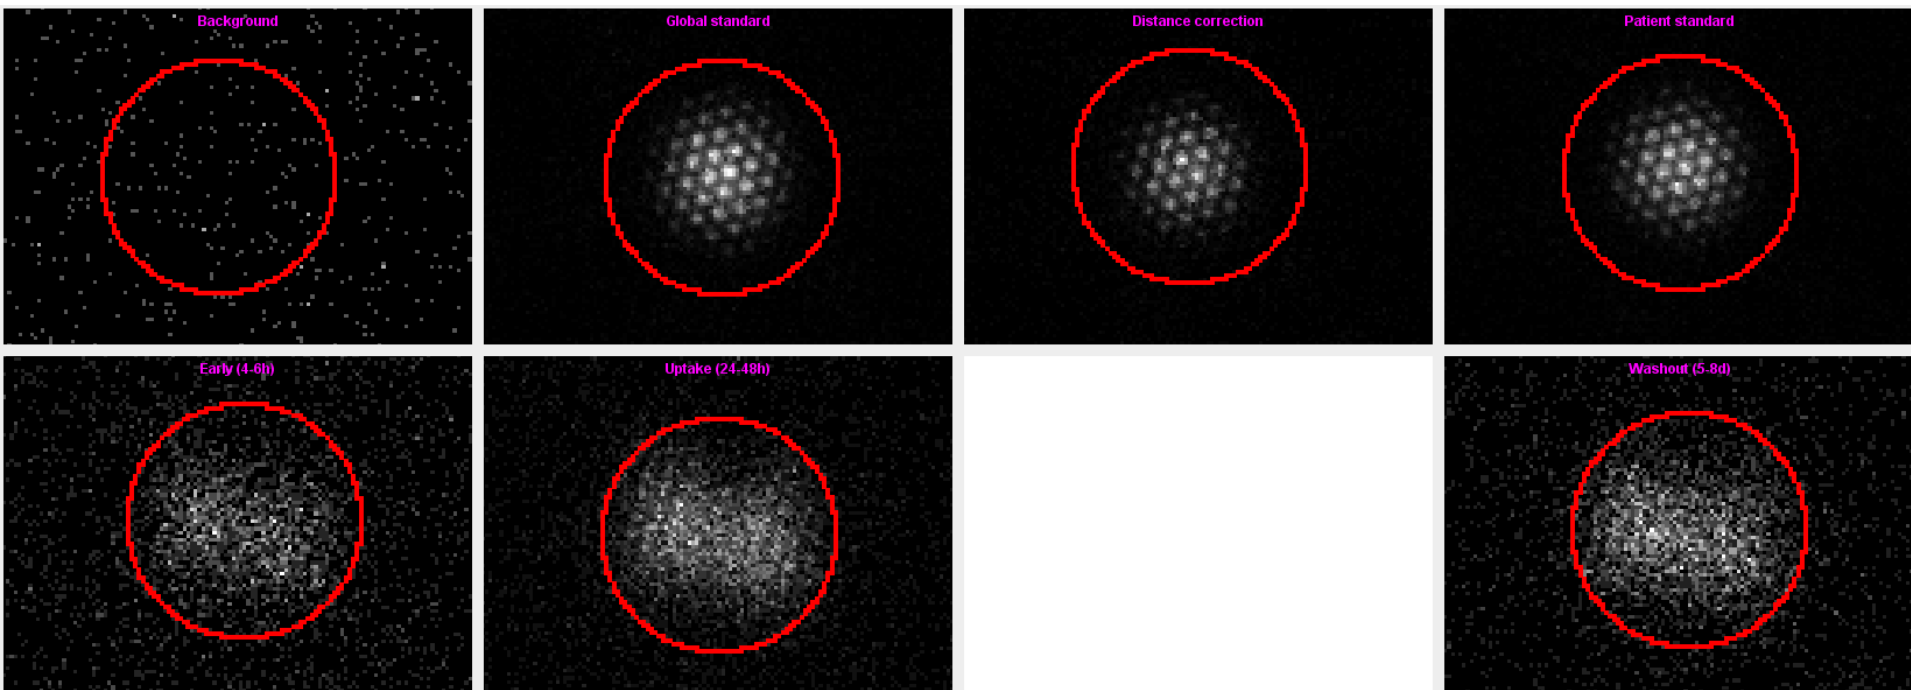 Background
Global standard
Distance correction
Patient standard
Early (4-6h)
Uptake (24-48h)
Washout (5-8d)